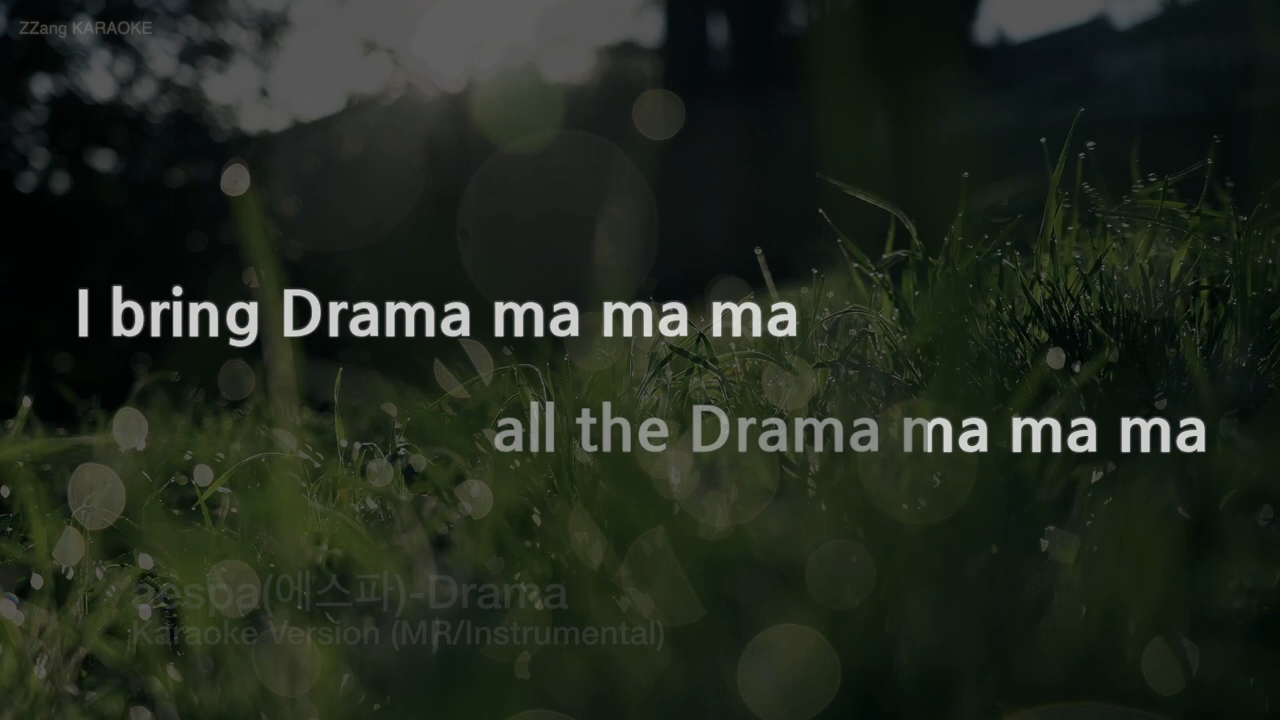 ZZang KARAOKE
I bring Drama ma ma ma
all the Drama ma ma ma
aespa(에스파)-Drama
Karaoke Version (MR/Instrumental)